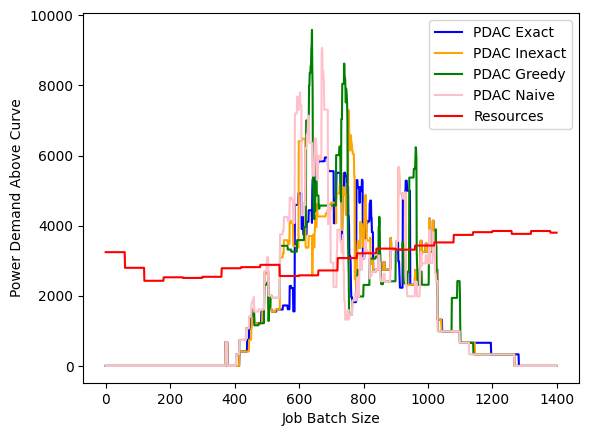 10000
8000
6000
4000
2000
0
Power Demand Above Curve
PDAC Exact
PDAC Inexact
PDAC Greedy
PDAC Naive
Resources
0 200 400 600 800 1000 1200 1400
Job Batch Size